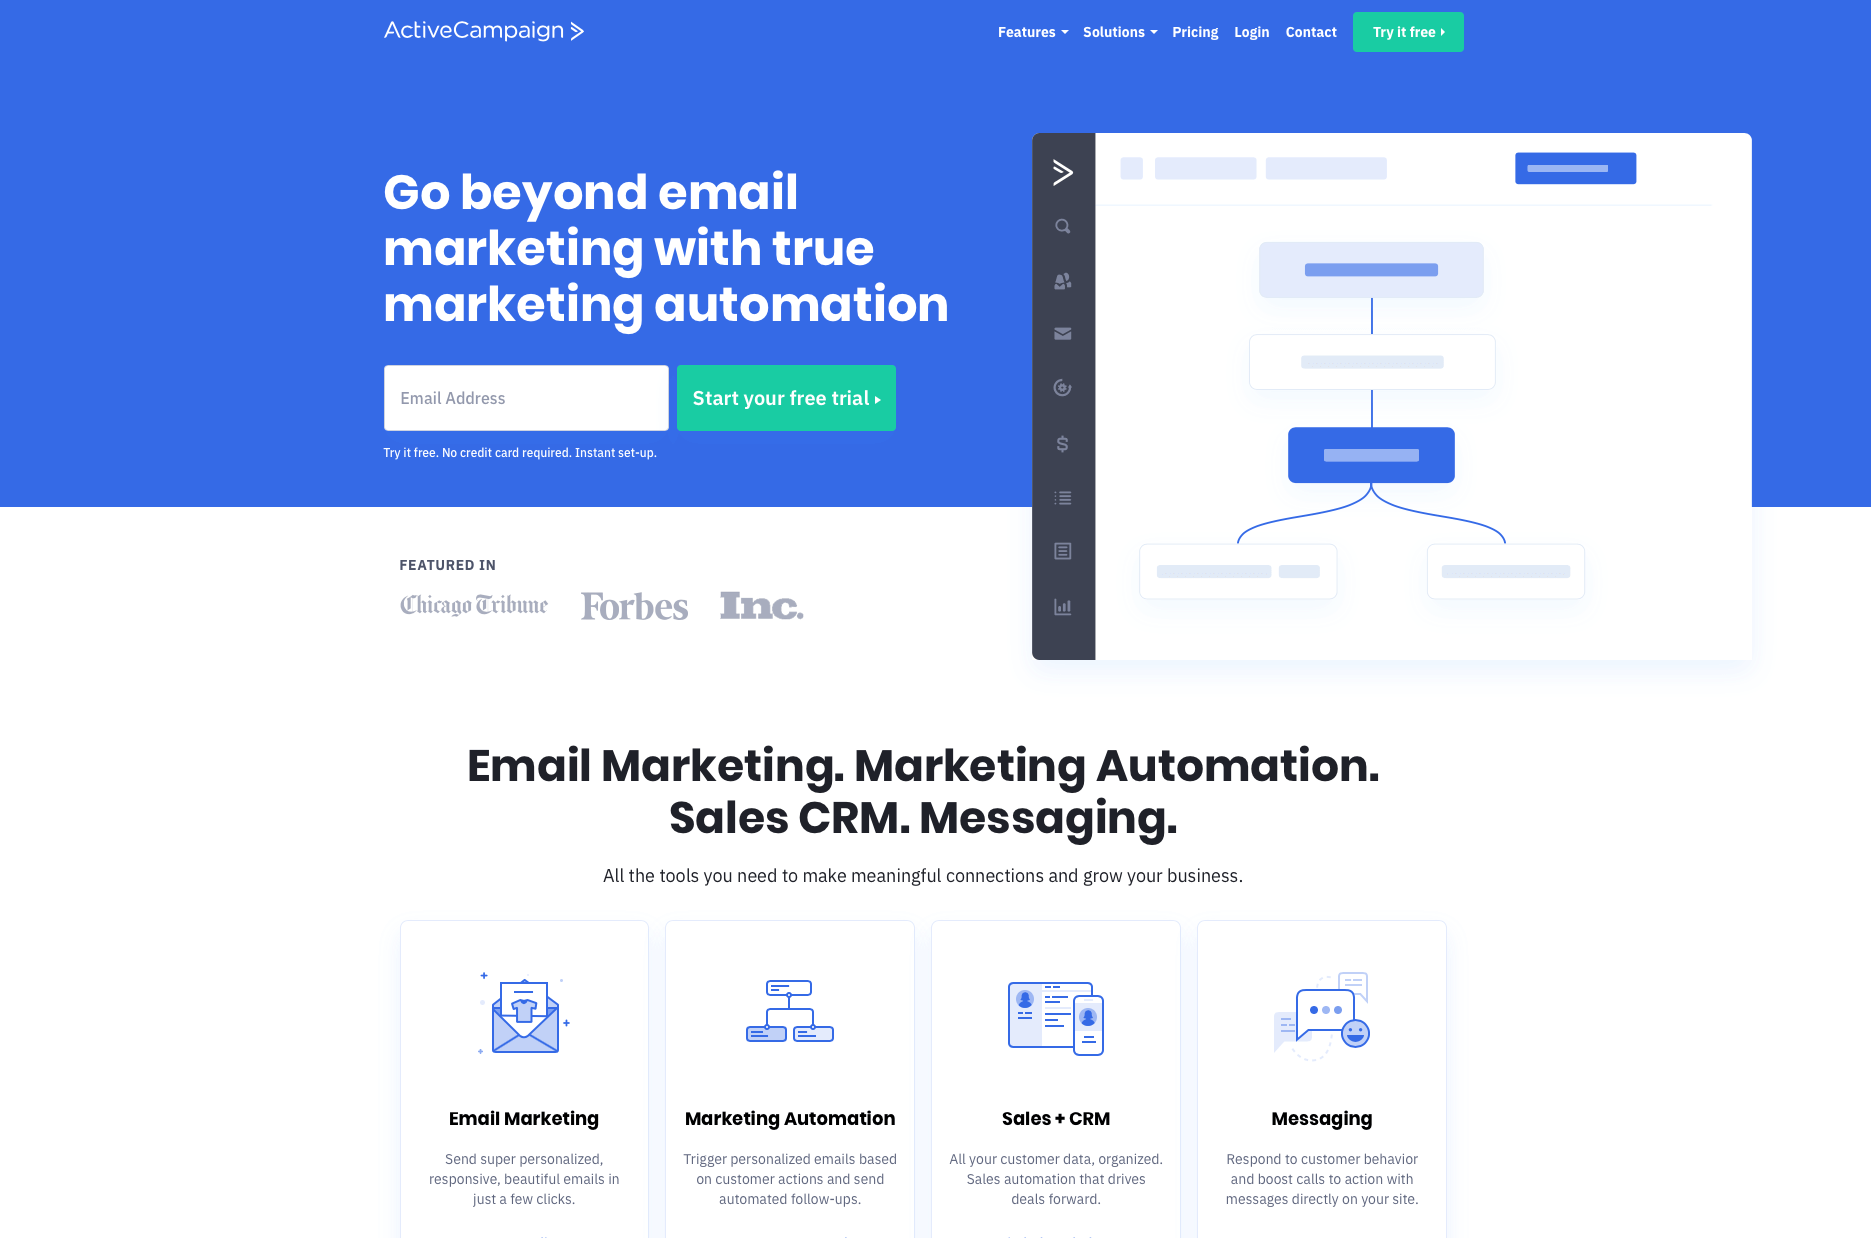 ActiveCampaign
Features Solutions Pricing Login Contact Try it free
Go beyond email
marketing with true
marketing automation
Email Address
Start your free trial
Try it free. No credit card required. Instant set-up.
FEATURED IN
Chicago Tribune Forbes Inc.
Email Marketing. Marketing Automation.
Sales CRM. Messaging.
All the tools you need to make meaningful connections and grow your business.
Email Marketing
Send super personalized,
responsive, beautiful emails in
just a few clicks.
Marketing Automation
Trigger personalized emails based
on customer actions and send
automated follow-ups.
Sales + CRM
All your customer data, organized.
Sales automation that drives
deals forward.
Messaging
Respond to customer behavior
and boost calls to action with
messages directly on your site.